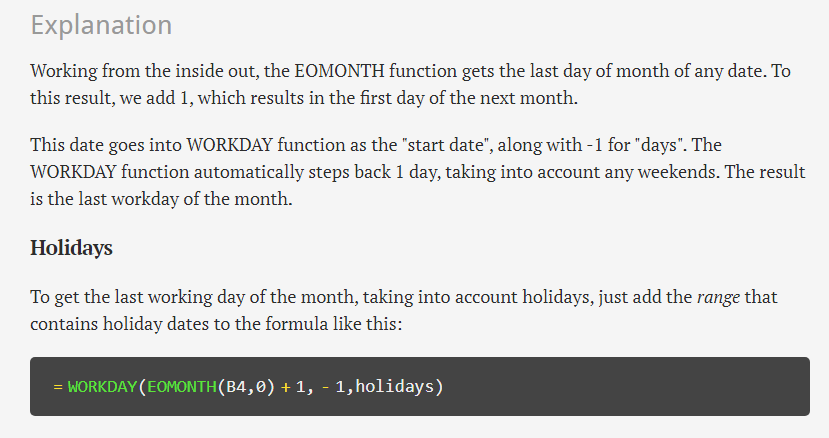 Explanation
Working from the inside out, the EOMONTH function gets the last day of month of any date. To
this result, we add 1, which results in the first day of the next month.
This date goes into WORKDAY function as the "start date", along with -1 for "days". The
WORKDAY function automatically steps back 1 day, taking into account any weekends. The result
is the last workday of the month.
Holidays
To get the last working day of the month, taking into account holidays, just add the range that
contains holiday dates to the formula like this:
=WORKDAY(EOMONTH(B4,0)+1,-1,holidays)